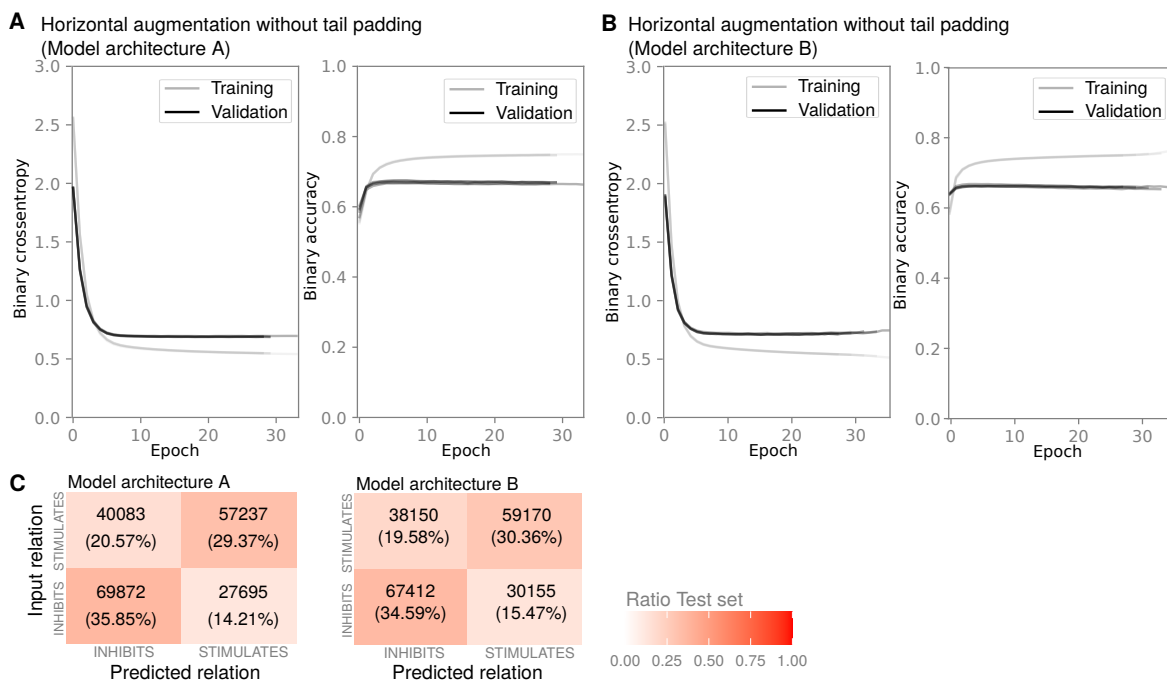 A Horizontal augmentation without tail padding
(Model architecture A)
3.0
2.5
2.0
1.5
1.0
0.5
0.0
Binary crossentropy
Training
Validation
0 10 20 30
Epoch
1.0
0.8
0.6
0.4
0.2
0.0
Binary accuracy
Training
Validation
0 10 20 30
Epoch
B Horizontal augmentation without tail padding
(Model architecture B)
3.0
2.5
2.0
1.5
1.0
0.5
0.0
Binary crossentropy
Training
Validation
0 10 20 30
Epoch
1.0
0.8
0.6
0.4
0.2
0.0
Binary accuracy
Training
Validation
0 10 20 30
Epoch
C Model architecture A
Input relation
STIMULATES
40083 57237
(20.57%) (29.37%)
INHIBITS
69872 27695
(35.85%) (14.21%)
INHIBITS STIMULATES
Predicted relation
Model architecture B
STIMULATES
38150 59170
(19.58%) (30.36%)
INHIBITS
67412 30155
(34.59%) (15.47%)
INHIBITS STIMULATES
Predicted relation
Ratio Test set
0.00 0.25 0.50 0.75 1.00